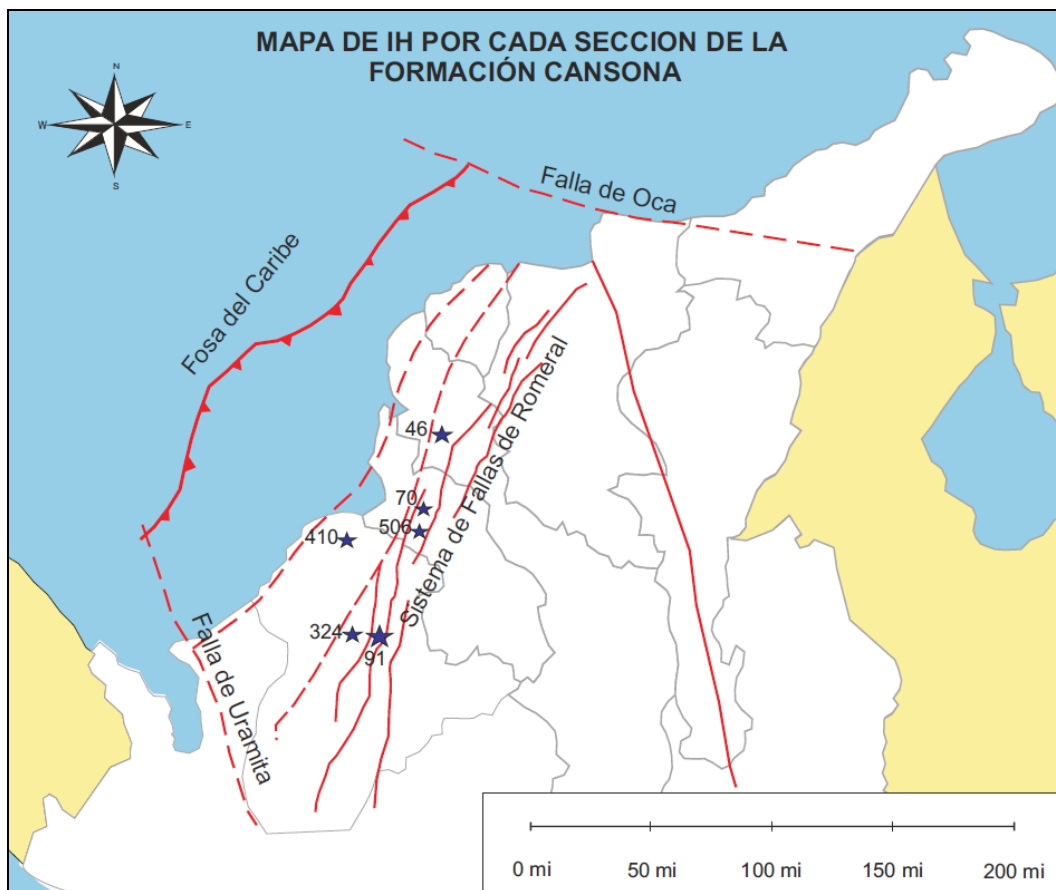 MAPA DE IH POR CADA SECCION DE LA
FORMACIÓN CANSONA
N
W
E
S
Falla de Oca
Fosa del Caribe
Sistema de Fallas de Romeral
46
70
506
410
324
91
Falla de Uramita
0 mi
50 mi
100 mi
150 mi
200 mi